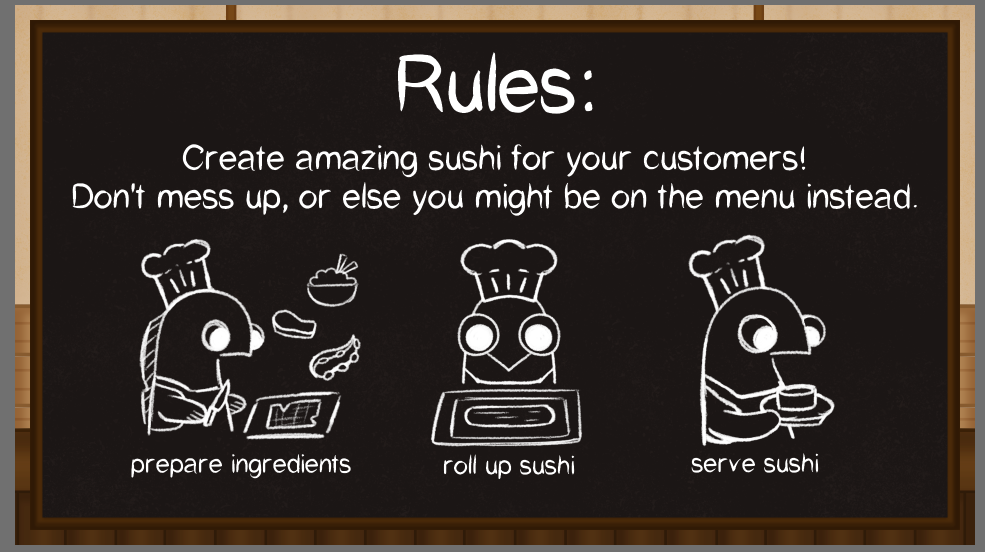 Rules:
Create amazing sushi for your customers!
Don't mess up, or else you might be on the menu instead.
prepare ingredients
roll up sushi
serve sushi